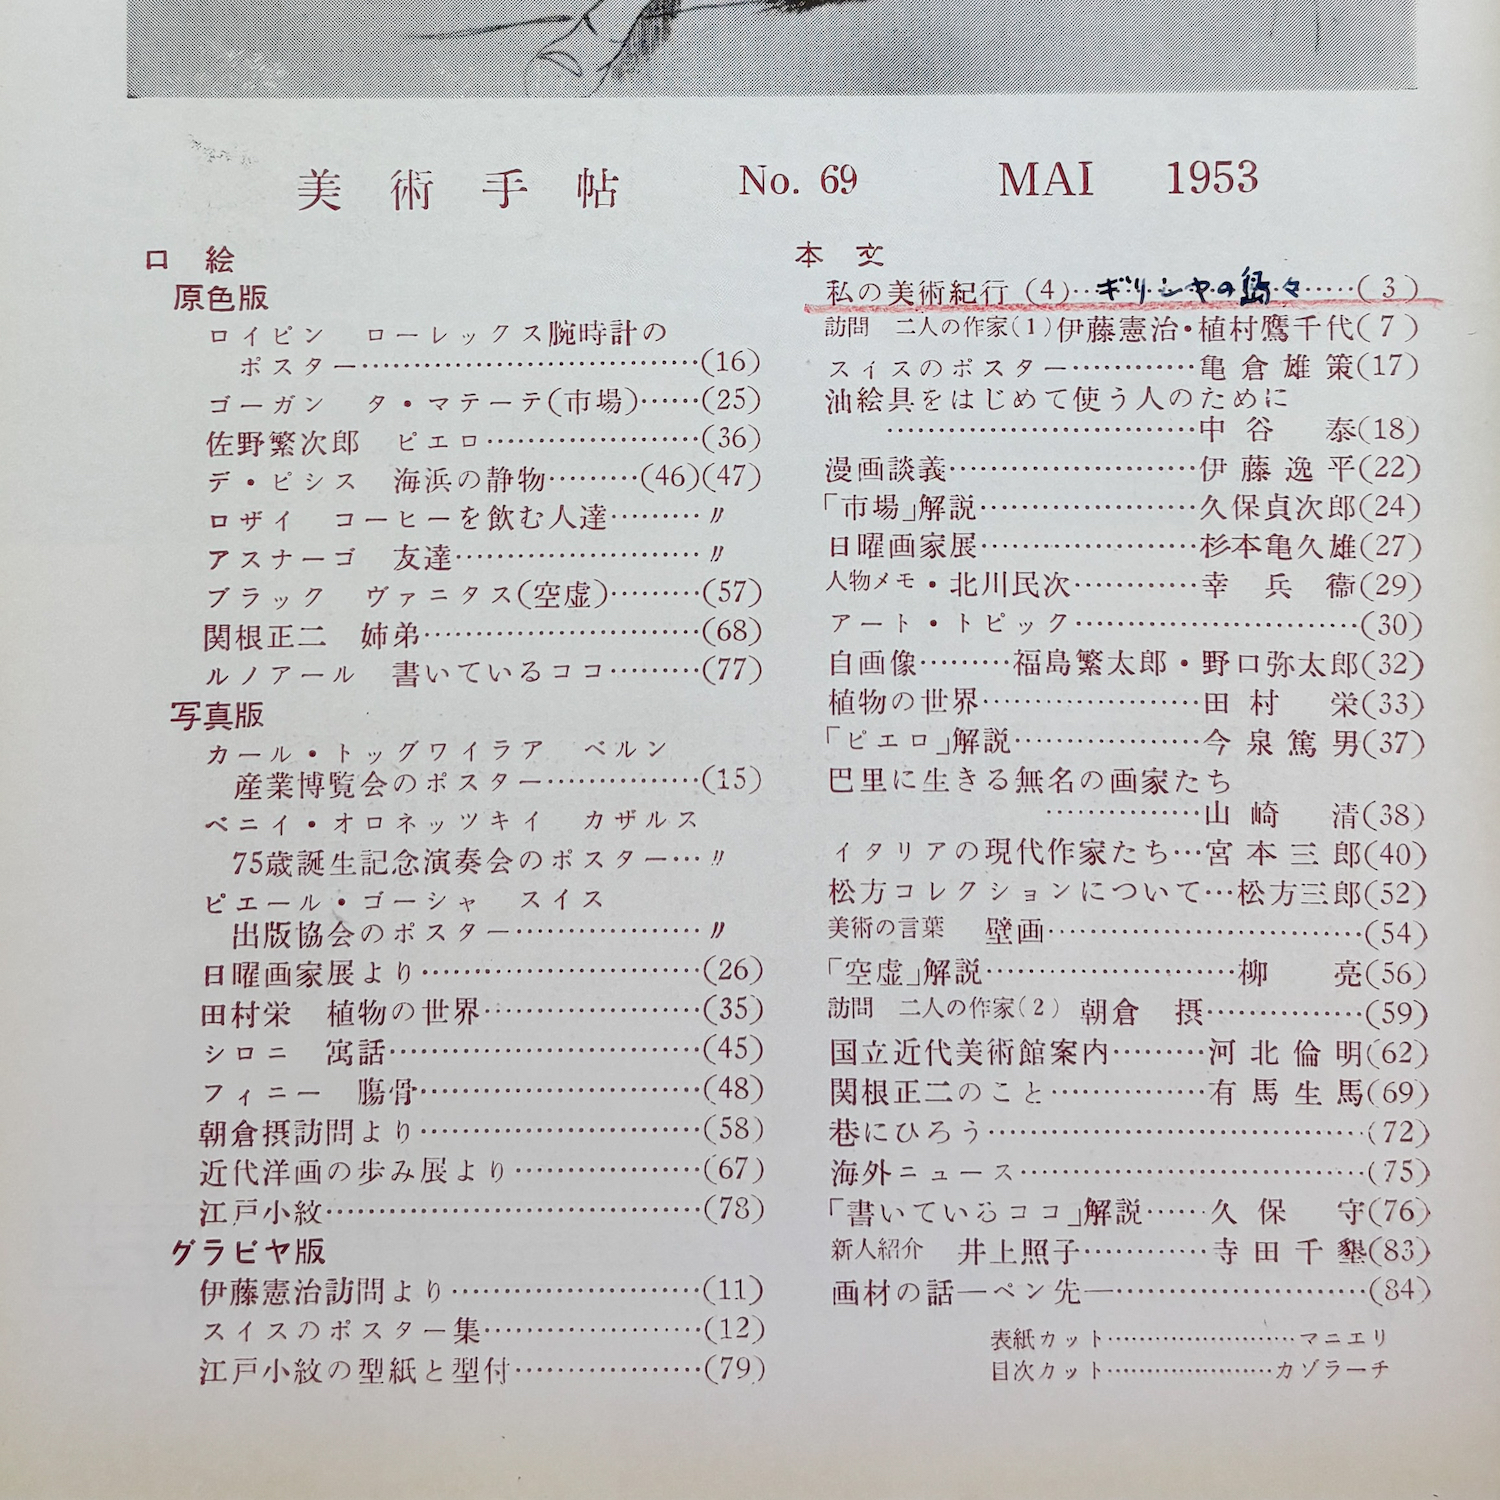 美術手帖 No. 69 MAI 1953
口絵
原色版
ロイピン ローレックス腕時計の
ポスター……………………………(16)
ゴーガン タ・マテーテ(市場)……(25)
佐野繁次郎 ピエロ…………………(36)
デ・ピシス 海浜の静物………(46)(47)
ロザイ コーヒーを飲む人達………〃
アスナーゴ 友達……………………〃
ブラック ヴァニタス(空虚)………(57)
関根正二 姉弟………………………(68)
ルノアール 書いているココ………(77)
写真版
カール・トッグワイラア ベルン
産業博覧会のポスター……………(15)
ベニイ・オロネッツキイ カザルス
75歳誕生記念演奏会のポスター…〃
ピエール・ゴーシャ スイス
出版協会のポスター………………〃
日曜画家展より………………………(26)
田村栄 植物の世界…………………(35)
シロニ 寓話…………………………(45)
フィニー 膓骨………………………(48)
朝倉摂訪問より………………………(58)
近代洋画の歩み展より………………(67)
江戸小紋………………………………(78)
グラビヤ版
伊藤憲治訪問より……………………(11)
スイスのポスター集…………………(12)
江戸小紋の型紙と型付………………(79)
本文
私の美術紀行(4)…ギリシヤの島々……(3)
訪問 二人の作家(1)伊藤憲治・植村鷹千代(7)
スイスのポスター…………亀倉雄策(17)
油絵具をはじめて使う人のために
…………………………中谷泰(18)
漫画談義……………………伊藤逸平(22)
「市場」解説…………………久保貞次郎(24)
日曜画家展…………………杉本亀久雄(27)
人物メモ・北川民次…………幸兵衞(29)
アート・トピック………………………(30)
自画像………福島繁太郎・野口弥太郎(32)
植物の世界…………………田村栄(33)
「ピエロ」解説………………今泉篤男(37)
巴里に生きる無名の画家たち
……………山崎清(38)
イタリアの現代作家たち…宮本三郎(40)
松方コレクションについて…松方三郎(52)
美術の言葉 壁画…………………………(54)
「空虚」解説……………………柳亮(56)
訪問 二人の作家(2) 朝倉摂……………(59)
国立近代美術館案内………河北倫明(62)
関根正二のこと……………有馬生馬(69)
巷にひろう………………………………(72)
海外ニュース……………………………(75)
「書いているココ」解説……久保守(76)
新人紹介 井上照子…………寺田千墾(83)
画材の話―ペン先―……………………(84)
表紙カット……………………マニエリ
目次カット…………………カゾラーチ